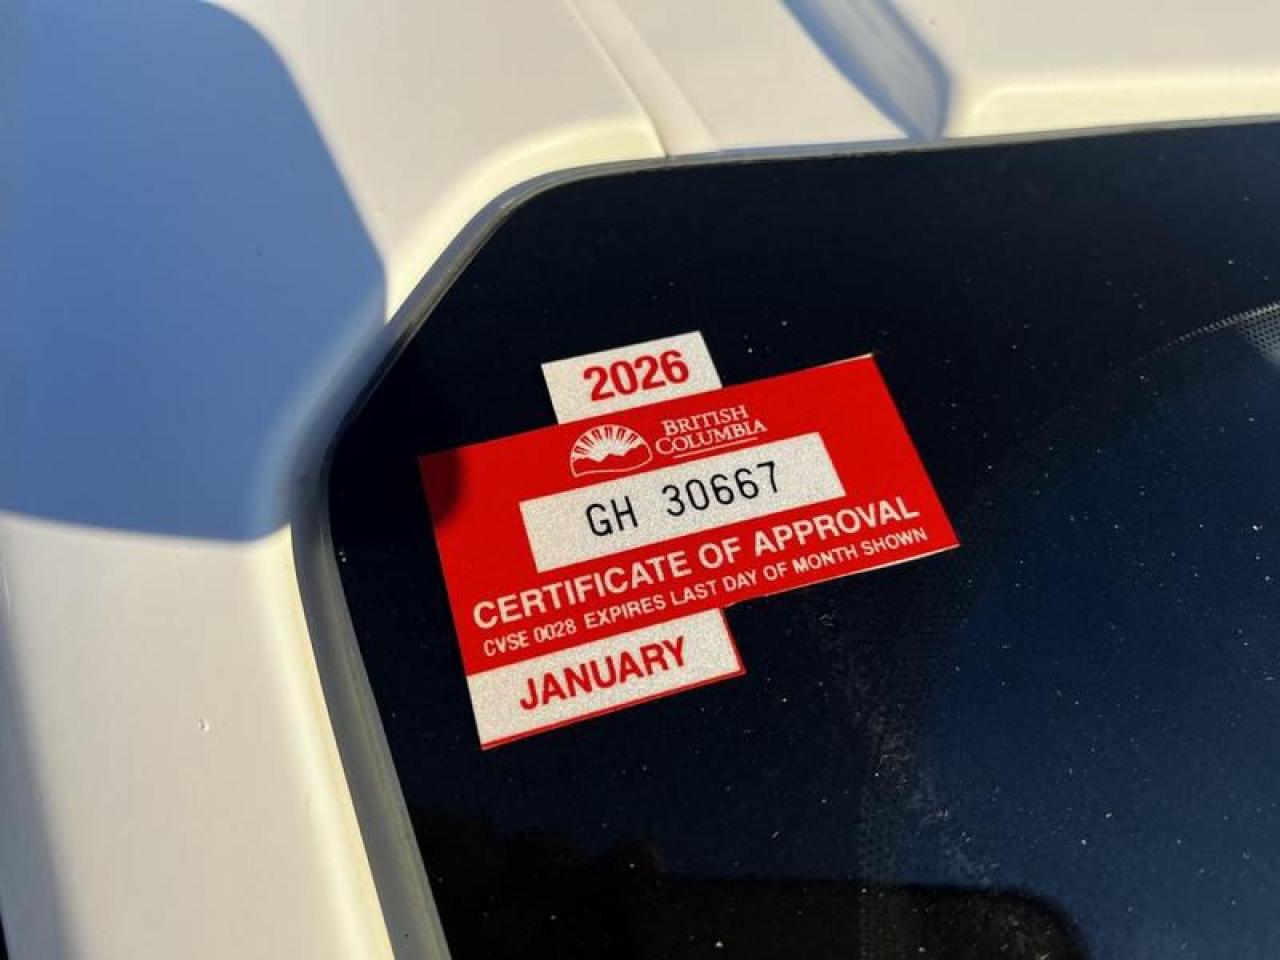 2026
BRITISH
COLUMBIA
GH 30667
CERTIFICATE OF APPROVAL
CVSE 0028 EXPIRES LAST DAY OF MONTH SHOWN
JANUARY